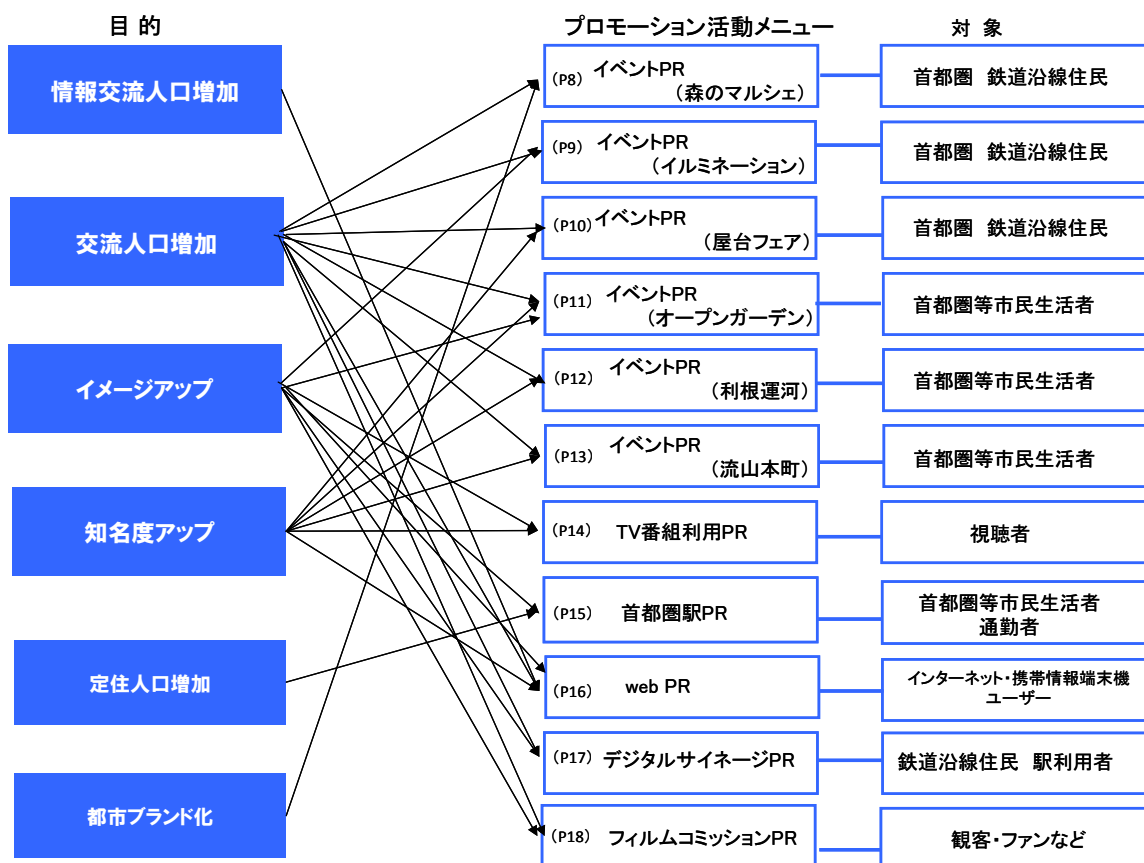 目 的
プロモーション活動メニュー
対 象
情報交流人口増加
交流人口増加
イメージアップ
知名度アップ
定住人口増加
都市ブランド化
(P8) イベントPR
(森のマルシェ)
首都圏 鉄道沿線住民
(P9) イベントPR
(イルミネーション)
首都圏 鉄道沿線住民
(P10) イベントPR
(屋台フェア)
首都圏 鉄道沿線住民
(P11) イベントPR
(オープンガーデン)
首都圏等市民生活者
(P12) イベントPR
(利根運河)
首都圏等市民生活者
(P13) イベントPR
(流山本町)
首都圏等市民生活者
(P14) TV番組利用PR
視聴者
(P15) 首都圏駅PR
首都圏等市民生活者
通勤者
(P16) web PR
インターネット・携帯情報端末機
ユーザー
(P17) デジタルサイネージPR
鉄道沿線住民 駅利用者
(P18) フィルムコミッションPR
観客・ファンなど